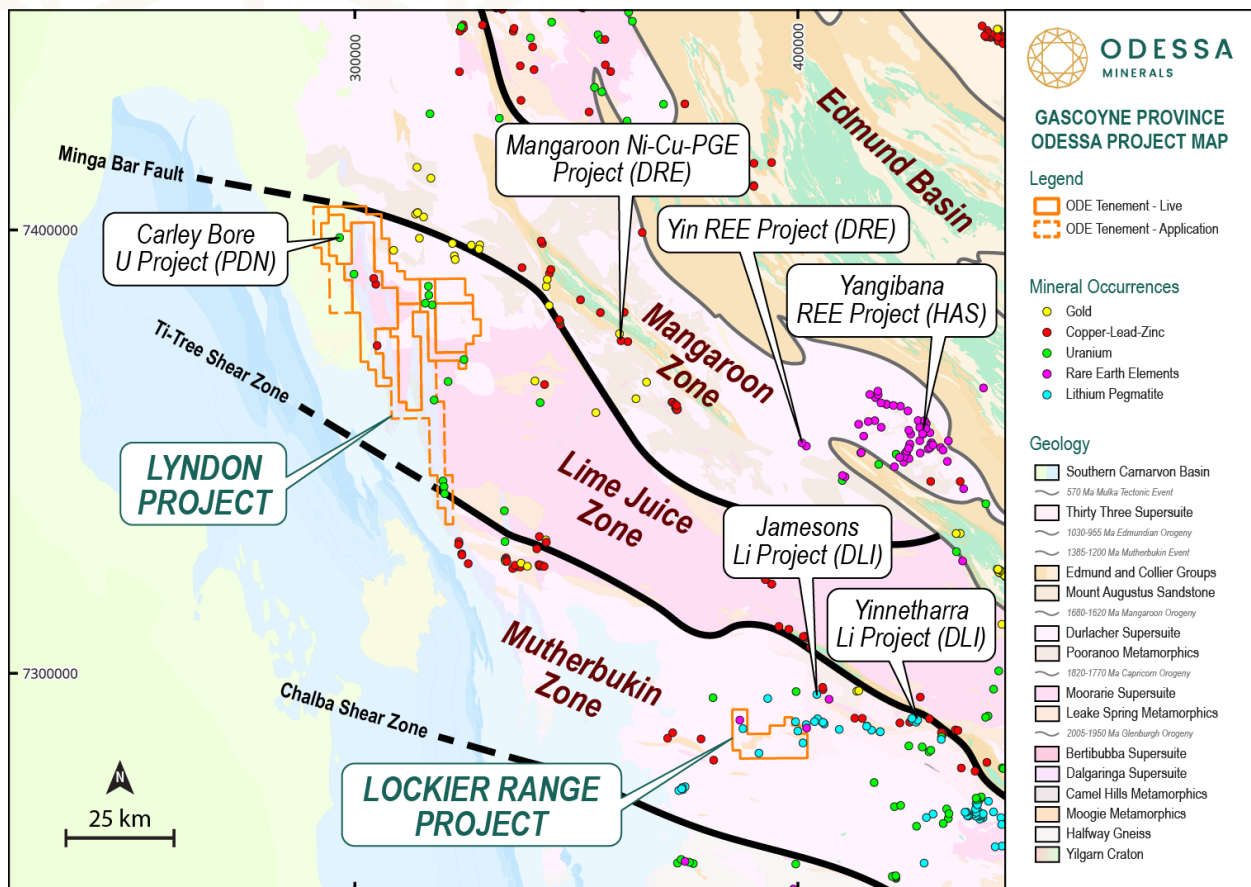 300000
400000
7400000
7300000
Edmund Basin
Mangaroon Ni-Cu-PGE
Project (DRE)
Minga Bar Fault
Carley Bore
U Project (PDN)
Yin REE Project (DRE)
Yangibana
REE Project (HAS)
Mangaroon
Zone
Ti-Tree Shear Zone
LYNDON
PROJECT
Lime Juice
Zone
Jamesons
Li Project (DLI)
Yinnetharra
Li Project (DLI)
Mutherbukin
Zone
Chalba Shear Zone
LOCKIER RANGE
PROJECT
N
25 km
ODESSA
MINERALS
GASCOYNE PROVINCE
ODESSA PROJECT MAP
Legend
ODE Tenement - Live
ODE Tenement - Application
Mineral Occurrences
Gold
Copper-Lead-Zinc
Uranium
Rare Earth Elements
Lithium Pegmatite
Geology
Southern Carnarvon Basin
570 Ma Mulka Tectonic Event
Thirty Three Supersuite
1030-955 Ma Edmundian Orogeny
1385-1200 Ma Mutherbukin Event
Edmund and Collier Groups
Mount Augustus Sandstone
1680-1620 Ma Mangaroon Orogeny
Durlacher Supersuite
Pooranoo Metamorphics
1820-1770 Ma Capricorn Orogeny
Moorarie Supersuite
Leake Spring Metamorphics
2005-1950 Ma Glenburgh Orogeny
Bertibubba Supersuite
Dalgaringa Supersuite
Camel Hills Metamorphics
Moogie Metamorphics
Halfway Gneiss
Yilgarn Craton